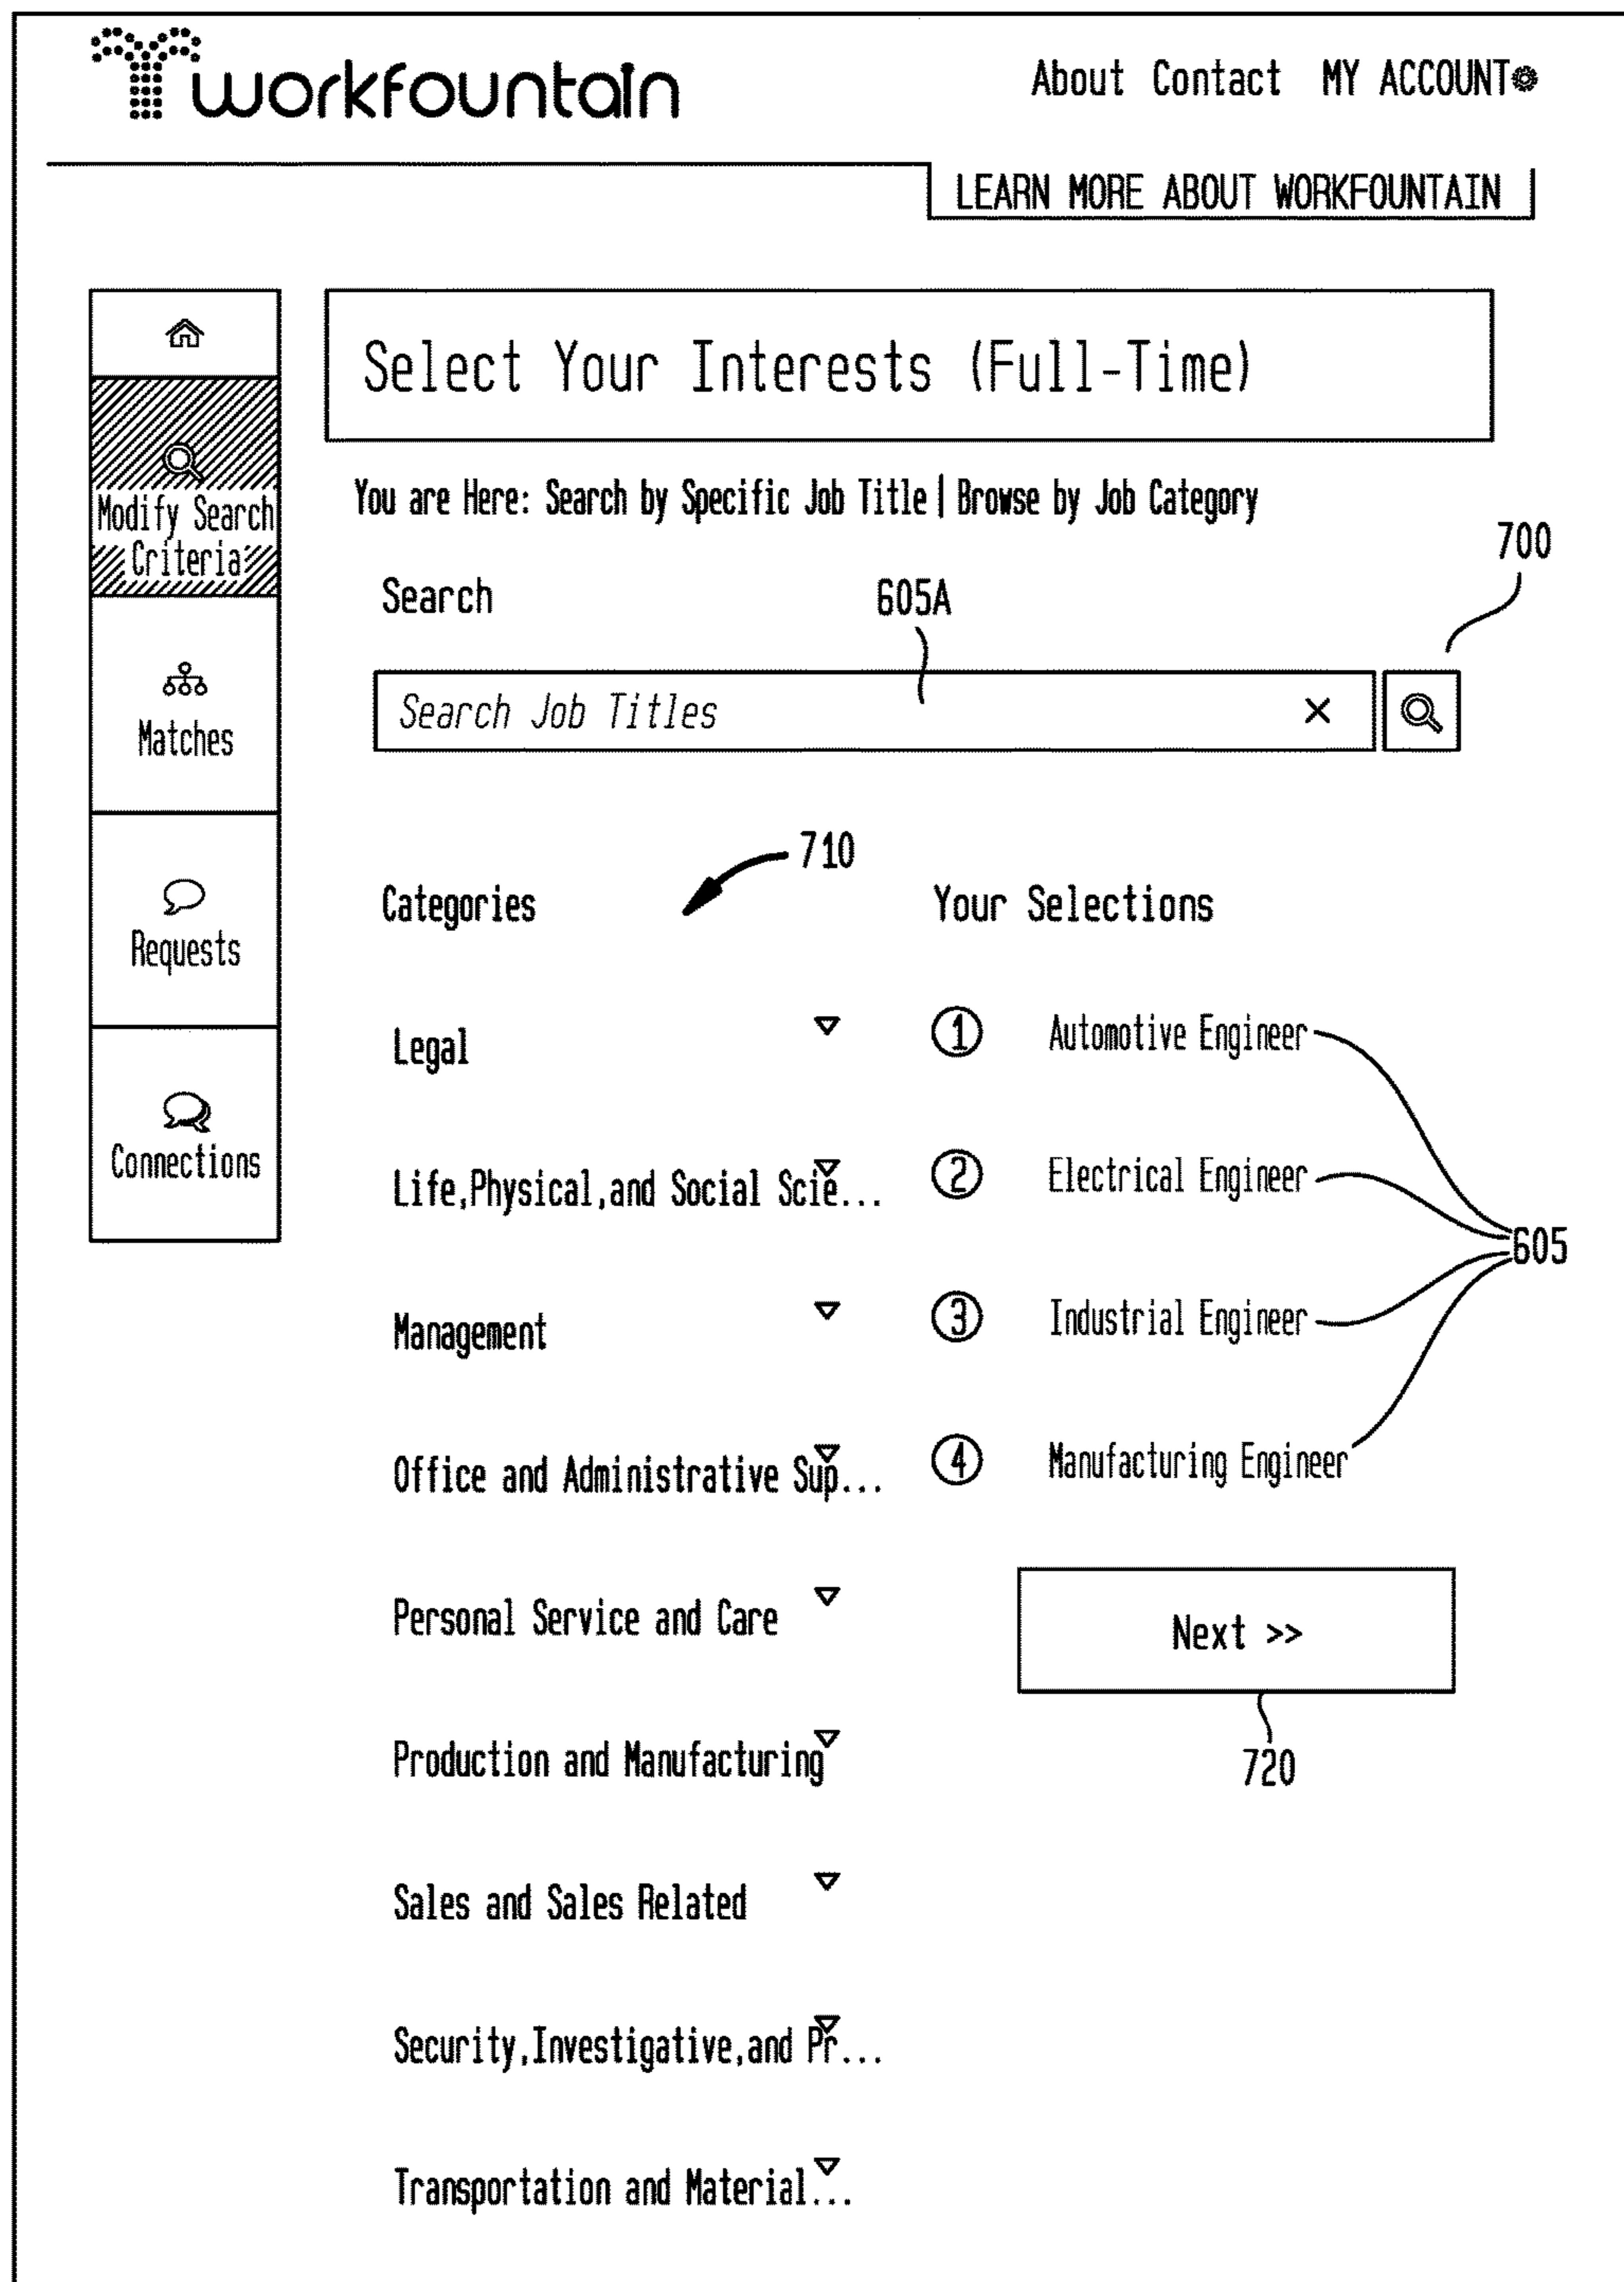 workfountain
About Contact MY ACCOUNT
LEARN MORE ABOUT WORKFOUNTAIN
Select Your Interests (Full-Time)
Modify Search
Criteria
Matches
Requests
Connections
You are Here: Search by Specific Job Title | Browse by Job Category
700
Search
605A
Search Job Titles ×
710
Categories
Legal
Life,Physical,and Social Scie...
Management
Office and Administrative Sup...
Personal Service and Care
Production and Manufacturing
Sales and Sales Related
Security,Investigative,and Pr...
Transportation and Material...
Your Selections
1 Automotive Engineer
2 Electrical Engineer
3 Industrial Engineer
4 Manufacturing Engineer
605
Next >>
720